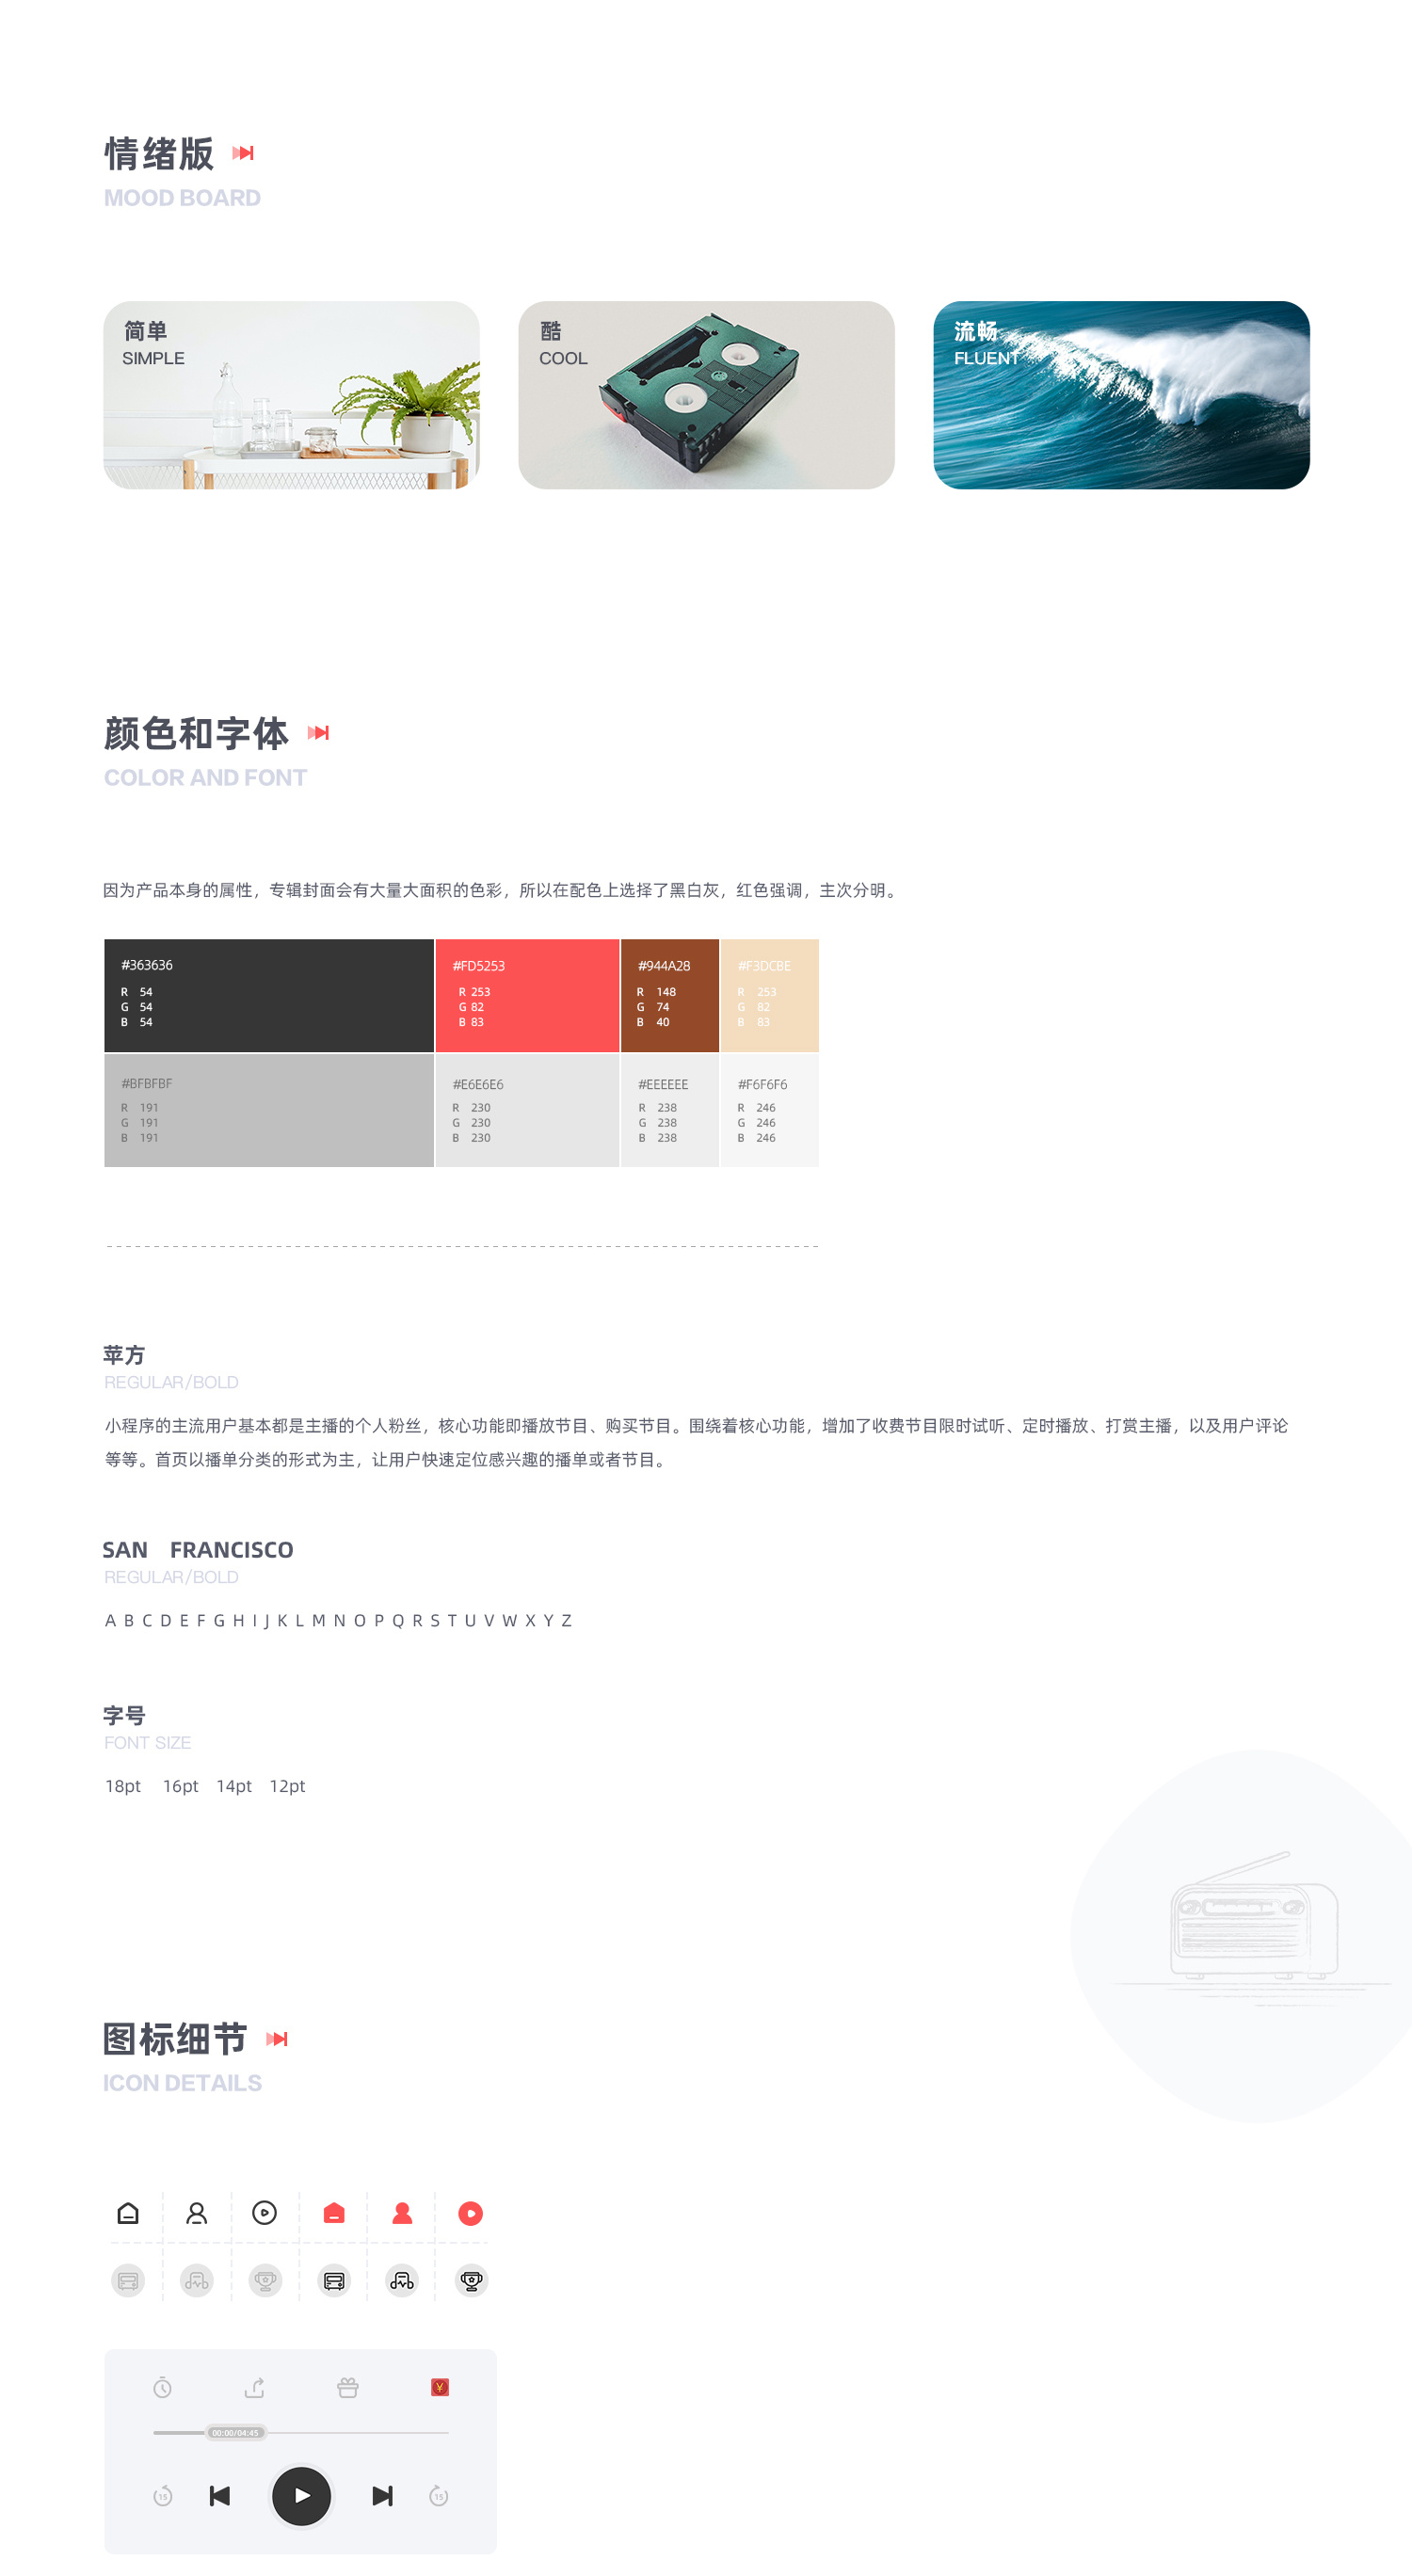 情绪版
MOOD BOARD
简单
SIMPLE
酷
COOL
流畅
FLUENT
颜色和字体
COLOR AND FONT
因为产品本身的属性，专辑封面会有大量大面积的色彩，所以在配色上选择了黑白灰，红色强调，主次分明。
#363636
R 54
G 54
B 54
#FD5253
R 253
G 82
B 83
#944A28
R 148
G 74
B 40
#F3DCBE
R 253
G 82
B 83
#BFBFBF
R 191
G 191
B 191
#E6E6E6
R 230
G 230
B 230
#EEEEEE
R 238
G 238
B 238
#F6F6F6
R 246
G 246
B 246
苹方
REGULAR/BOLD
小程序的主流用户基本都是主播的个人粉丝，核心功能即播放节目、购买节目。围绕着核心功能，增加了收费节目限时试听、定时播放、打赏主播，以及用户评论
等等。首页以播单分类的形式为主，让用户快速定位感兴趣的播单或者节目。
SAN FRANCISCO
REGULAR/BOLD
A B C D E F G H I J K L M N O P Q R S T U V W X Y Z
字号
FONT SIZE
18pt 16pt 14pt 12pt
图标细节
ICON DETAILS
¥
00:00/04:45
15
15